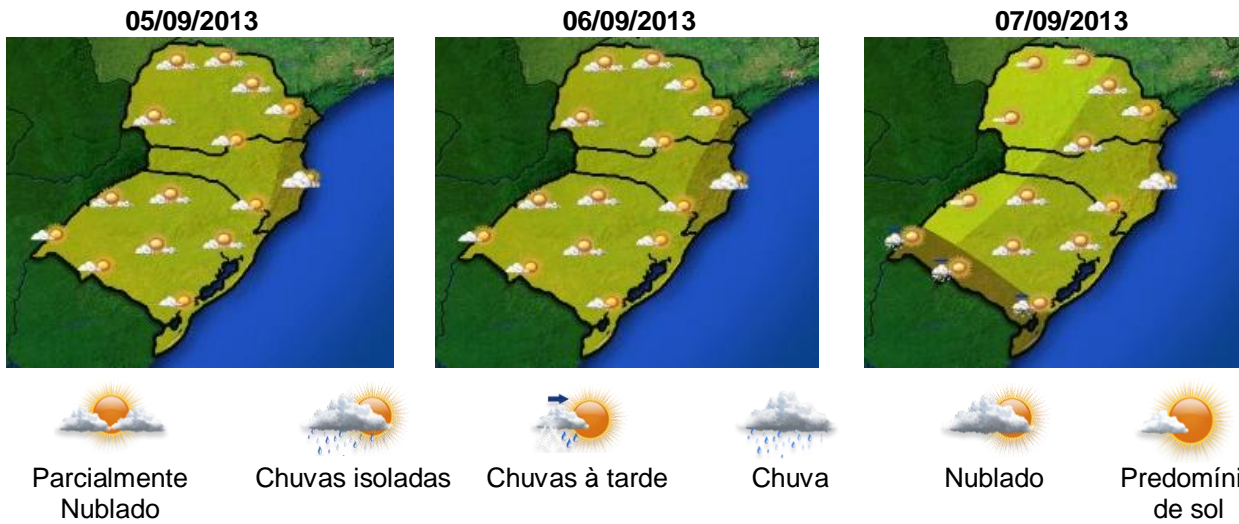 05/09/2013 06/09/2013 07/09/2013
Parcialmente Nublado
Chuvas isoladas
Chuvas à tarde
Chuva
Nublado
Predomíni
de sol